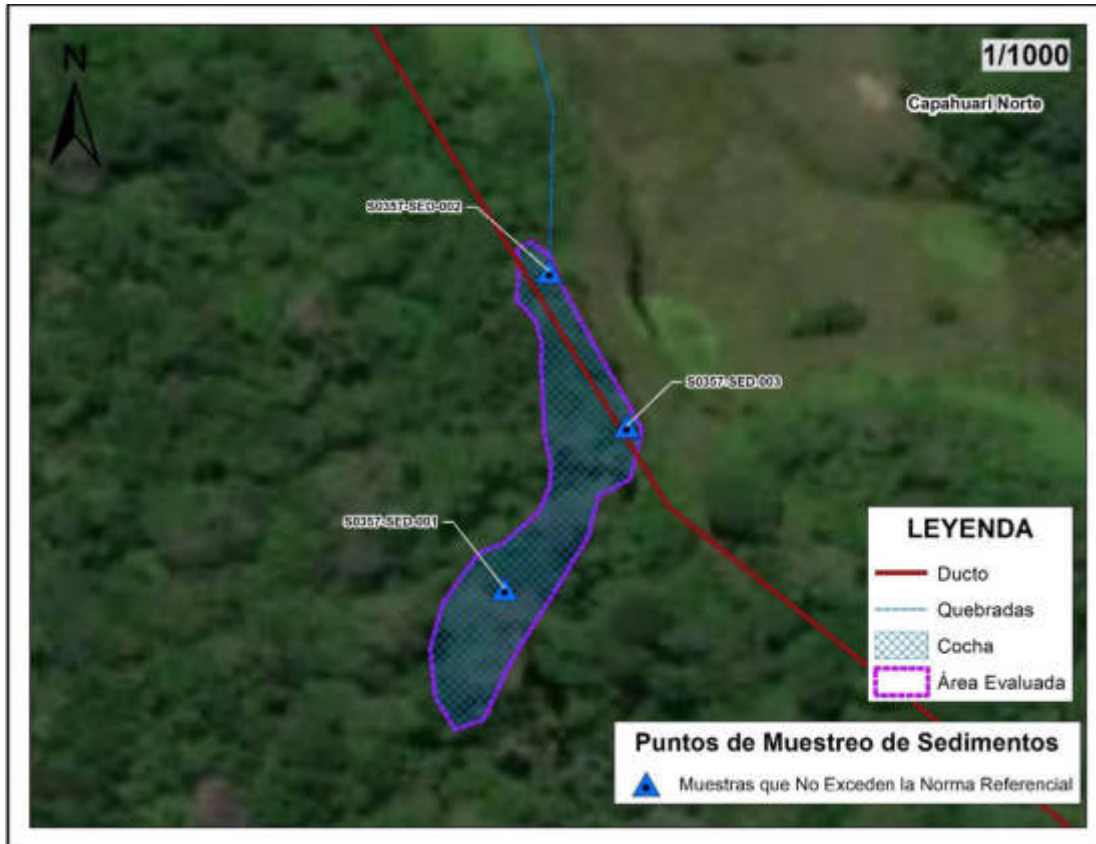 N
1/1000
Capahuari Norte
S0357-SED-002
S0357-SED-003
S0357-SED-001
LEYENDA
Ducto
Quebradas
Cocha
Área Evaluada
Puntos de Muestreo de Sedimentos
Muestras que No Exceden la Norma Referencial